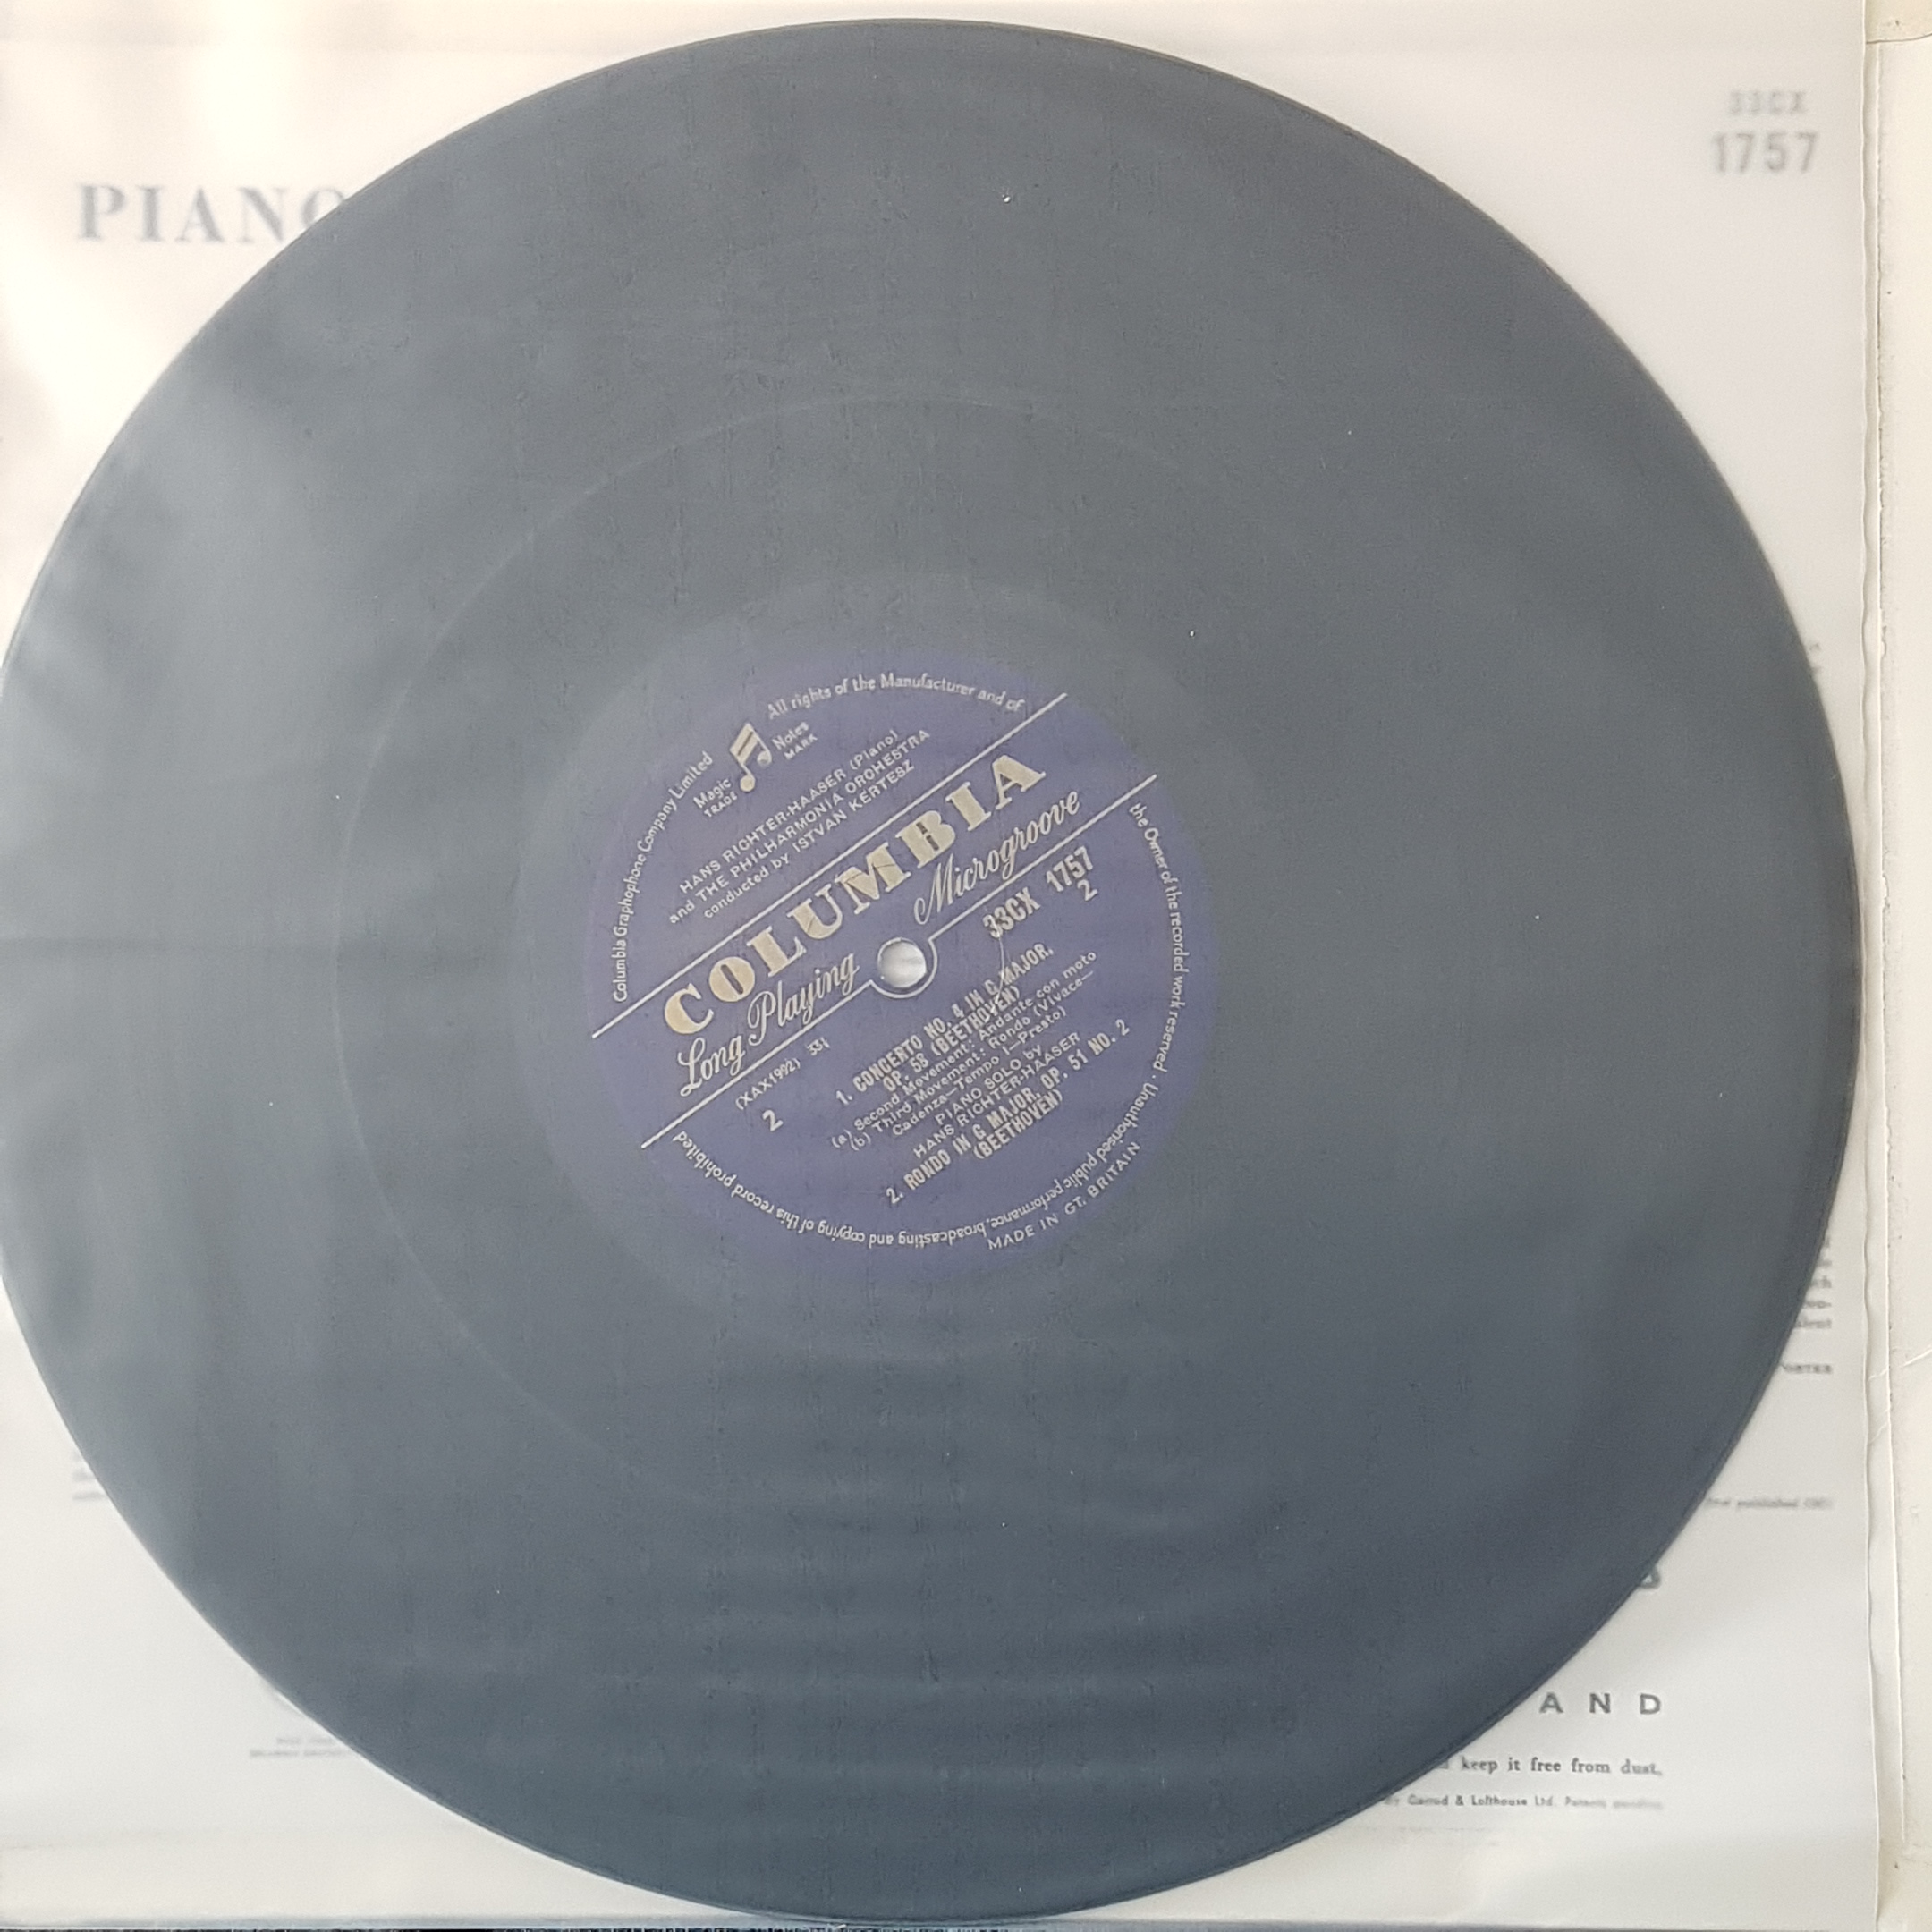 33CX
1757
PIANO
Columbia Graphophone Company Limited
All rights of the Manufacturer and of
the Owner of the recorded work reserved · Unauthorised public performance, broadcasting and copying of this record prohibited
Magic Notes
TRADE MARK
HANS RICHTER-HAASER (Piano)
and THE PHILHARMONIA ORCHESTRA
conducted by ISTVAN KERTESZ
COLUMBIA
Long Playing Microgroove
33CX 1757
(XAX1992) 33⅓
2
2
1. CONCERTO NO. 4 IN G MAJOR,
OP. 58 (BEETHOVEN)
(a) Second Movement: Andante con moto
(b) Third Movement: Rondo (Vivace—
Cadenza—Tempo I—Presto)
PIANO SOLO by
HANS RICHTER-HAASER
2. RONDO IN G MAJOR, OP. 51 NO. 2
(BEETHOVEN)
MADE IN GT. BRITAIN
AND
keep it free from dust,
Garrod & Lofthouse Ltd. Patents pending